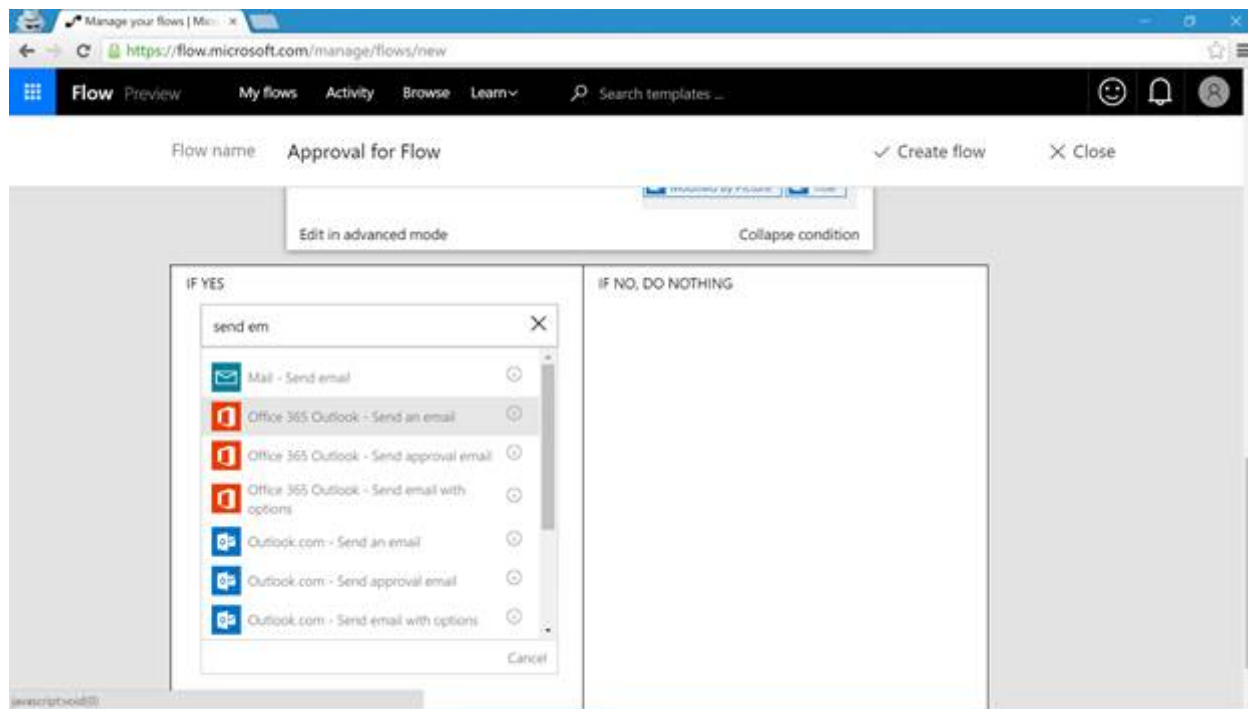 Manage your flows | Mic
https://flow.microsoft.com/manage/flows/new
Flow Preview My flows Activity Browse Learn Search templates ...
Flow name Approval for Flow Create flow Close
Modified by Picture Title
Edit in advanced mode Collapse condition
IF YES IF NO, DO NOTHING
send em
Mail - Send email
Office 365 Outlook - Send an email
Office 365 Outlook - Send approval email
Office 365 Outlook - Send email with
options
Outlook.com - Send an email
Outlook.com - Send approval email
Outlook.com - Send email with options
Cancel
javascript:void(0)